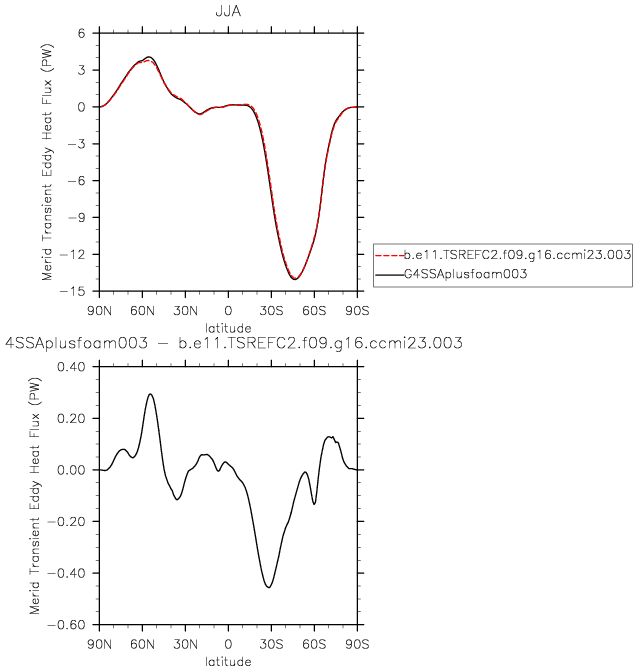 JJA
6
3
0
−3
−6
−9
−12
−15
Merid Transient Eddy Heat Flux (PW)
90N 60N 30N 0 30S 60S 90S
latitude
b.e11.TSREFC2.f09.g16.ccmi23.003
G4SSAplusfoam003
4SSAplusfoam003 − b.e11.TSREFC2.f09.g16.ccmi23.003
0.40
0.20
0.00
−0.20
−0.40
−0.60
Merid Transient Eddy Heat Flux (PW)
90N 60N 30N 0 30S 60S 90S
latitude